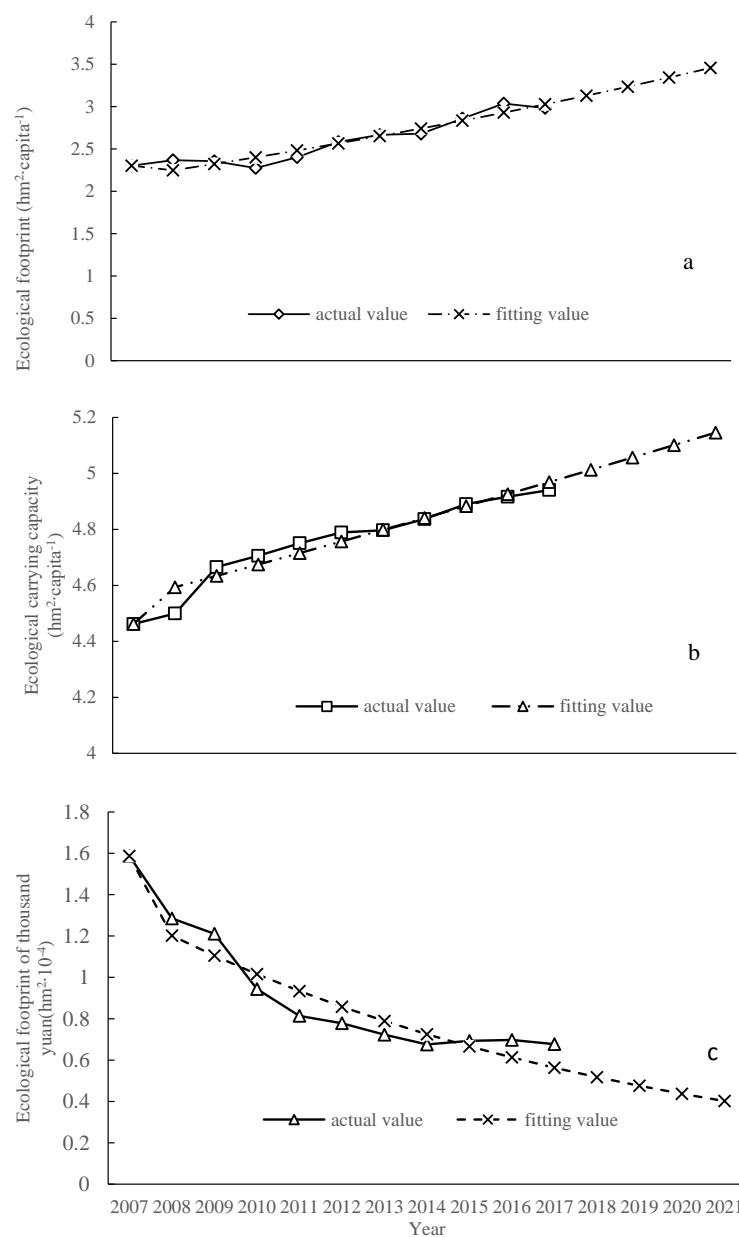 4
3.5
3
2.5
2
1.5
1
0.5
0
Ecological footprint (hm²·capita⁻¹)
a
actual value fitting value
5.2
5
4.8
4.6
4.4
4.2
4
Ecological carrying capacity
(hm²·capita⁻¹)
b
actual value fitting value
1.8
1.6
1.4
1.2
1
0.8
0.6
0.4
0.2
0
Ecological footprint of thousand
yuan(hm²·10⁻⁴)
c
actual value fitting value
2007 2008 2009 2010 2011 2012 2013 2014 2015 2016 2017 2018 2019 2020 2021
Year